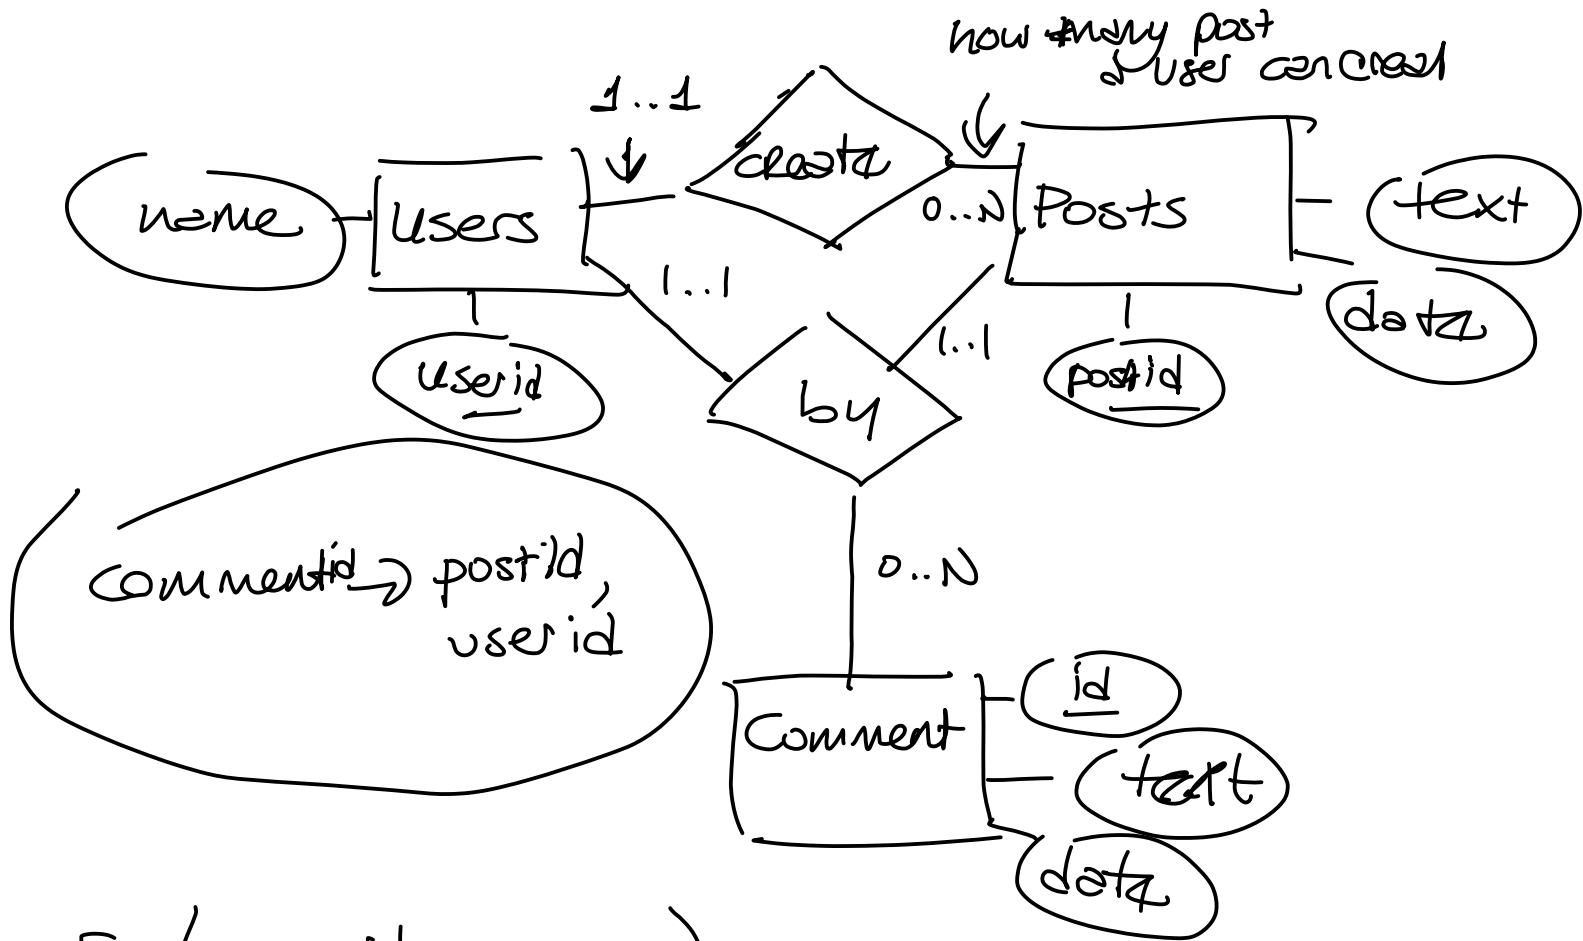 how many post
a user can creat
1..1
create
name
Users
0..N
Posts
text
1..1
data
userid
1..1
postid
by
commentid → postid,
userid
0..N
id
Comment
text
data